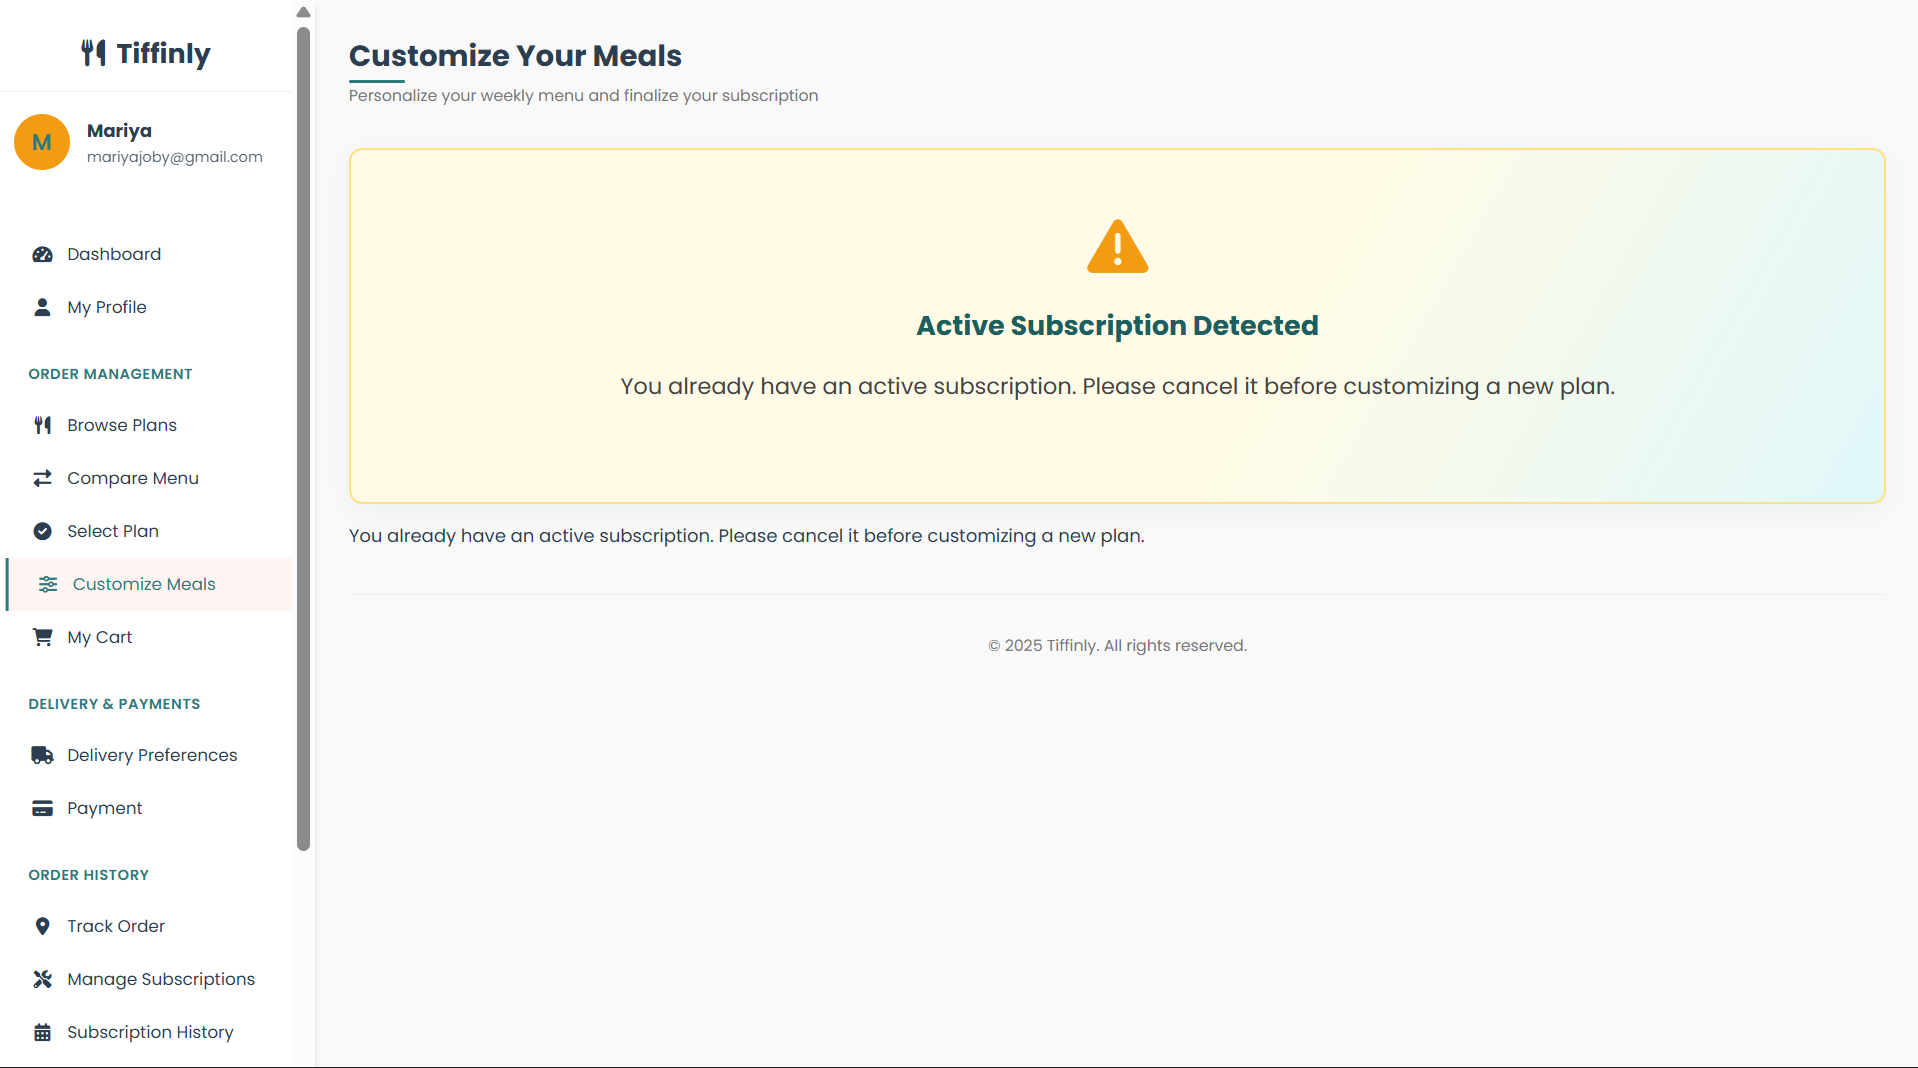 Tiffinly
M
Mariya
mariyajoby@gmail.com
Dashboard
My Profile
ORDER MANAGEMENT
Browse Plans
Compare Menu
Select Plan
Customize Meals
My Cart
DELIVERY & PAYMENTS
Delivery Preferences
Payment
ORDER HISTORY
Track Order
Manage Subscriptions
Subscription History
Customize Your Meals
Personalize your weekly menu and finalize your subscription
Active Subscription Detected
You already have an active subscription. Please cancel it before customizing a new plan.
You already have an active subscription. Please cancel it before customizing a new plan.
© 2025 Tiffinly. All rights reserved.